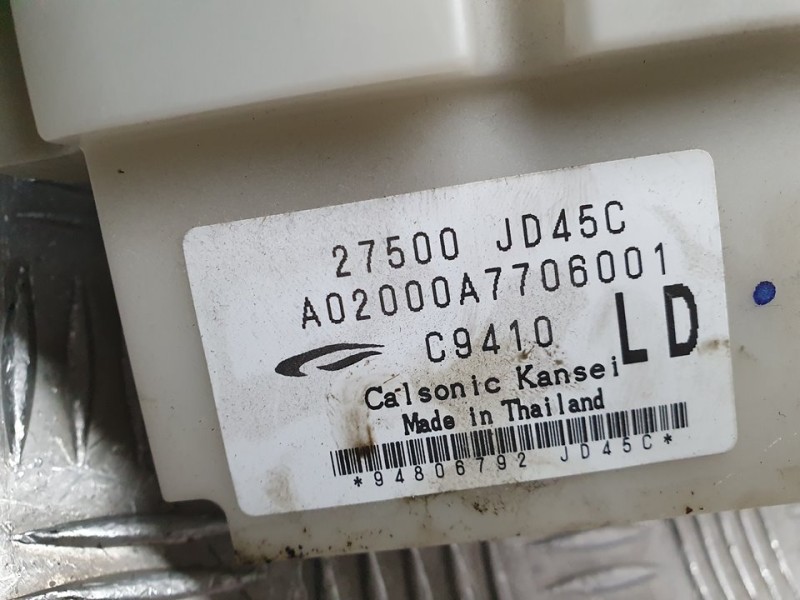 27500 JD45C
A02000A7706001
C9410 LD
Calsonic Kansei
Made in Thailand
*94806792 JD45C*